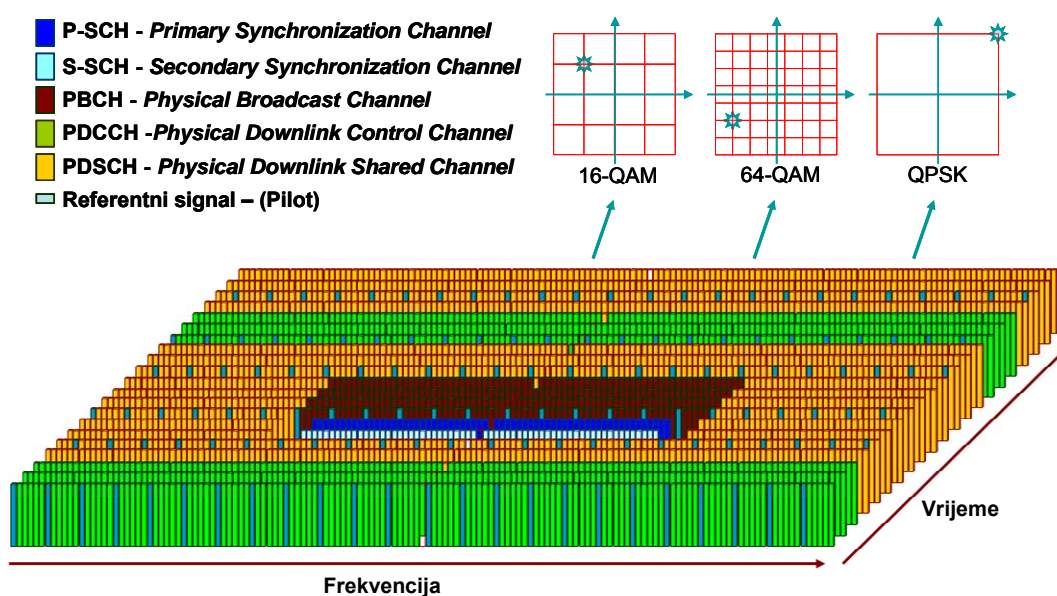 P-SCH - Primary Synchronization Channel
S-SCH - Secondary Synchronization Channel
PBCH - Physical Broadcast Channel
PDCCH -Physical Downlink Control Channel
PDSCH - Physical Downlink Shared Channel
Referentni signal – (Pilot)
16-QAM
64-QAM
QPSK
Vrijeme
Frekvencija